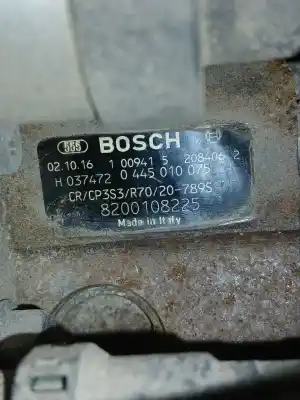 555 BOSCH
02.10.16 1 00941 5 208406 2
H 037472 0 445 010 075
CR/CP3S3/R70/20-789S
8200108225
Made in Italy